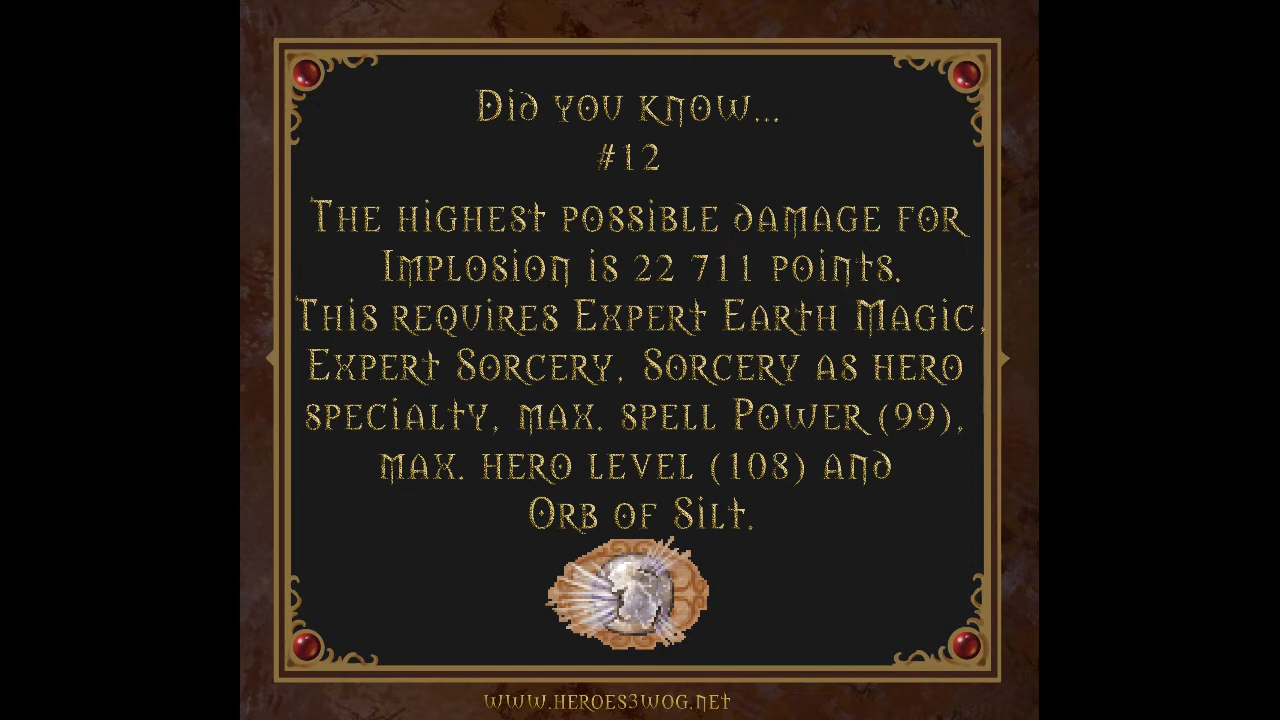 Did you know...
#12
The highest possible damage for
Implosion is 22 711 points.
This requires Expert Earth Magic,
Expert Sorcery, Sorcery as hero
specialty, max. spell Power (99),
max. hero level (108) and
Orb of Silt.
www.heroes3wog.net